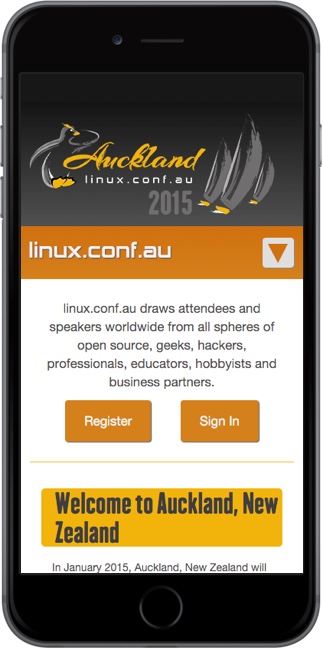 Auckland
linux.conf.au
2015
linux.conf.au
linux.conf.au draws attendees and
speakers worldwide from all spheres of
open source, geeks, hackers,
professionals, educators, hobbyists and
business partners.
Register
Sign In
Welcome to Auckland, New
Zealand
In January 2015, Auckland, New Zealand will